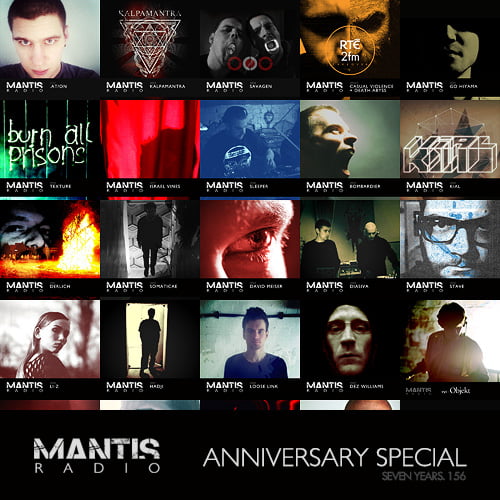 MANTIS RADIO .ATION
KALPAMANTRA
MANTIS RADIO KALPAMANTRA
MANTIS RADIO SAVAGEN
RTÉ
2fm
MANTIS RADIO CASUAL VIOLENCE + DEATH ABYSS
MANTIS RADIO GO HIYAMA
burn all
prisons
MANTIS RADIO TEXTURE
MANTIS RADIO ISRAEL VINES
MANTIS RADIO SLEEPER
MANTIS RADIO BOMBARDIER
KIAL
MANTIS RADIO KIAL
MANTIS RADIO DERLICH
MANTIS RADIO SOMATICAE
MANTIS RADIO DAVID MEISER
MANTIS RADIO DIASIVA
MANTIS RADIO STAVE
MANTIS RADIO LI-Z
MANTIS RADIO HADJI
MANTIS RADIO LOOSE LINK
MANTIS RADIO DEZ WILLIAMS
MANTIS RADIO Objekt
MANTIS
RADIO
ANNIVERSARY SPECIAL
SEVEN YEARS. 156